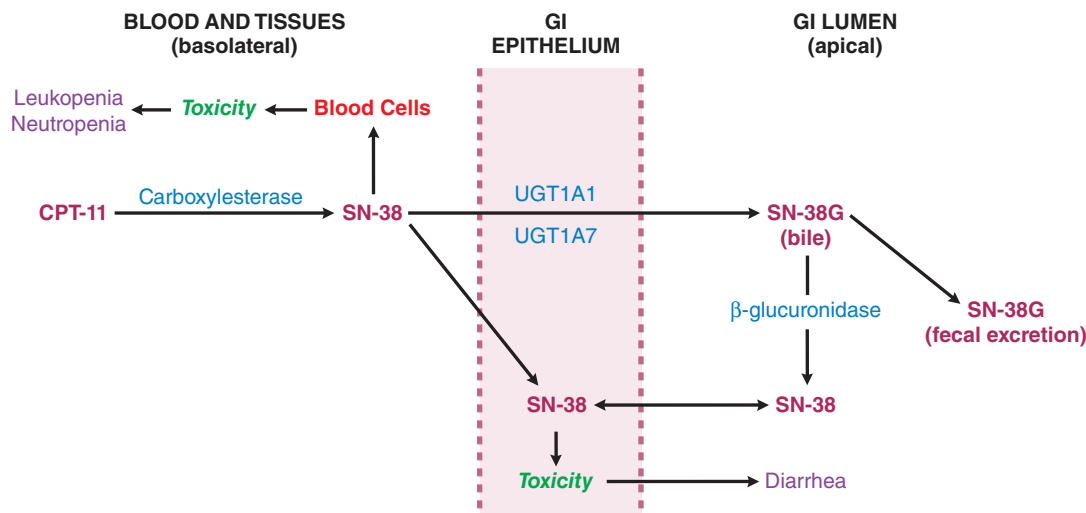 BLOOD AND TISSUES
(basolateral)
GI
EPITHELIUM
GI LUMEN
(apical)
Leukopenia
Neutropenia
Toxicity
Blood Cells
CPT-11
Carboxylesterase
SN-38
UGT1A1
UGT1A7
SN-38G
(bile)
β-glucuronidase
SN-38G
(fecal excretion)
SN-38
SN-38
Toxicity
Diarrhea